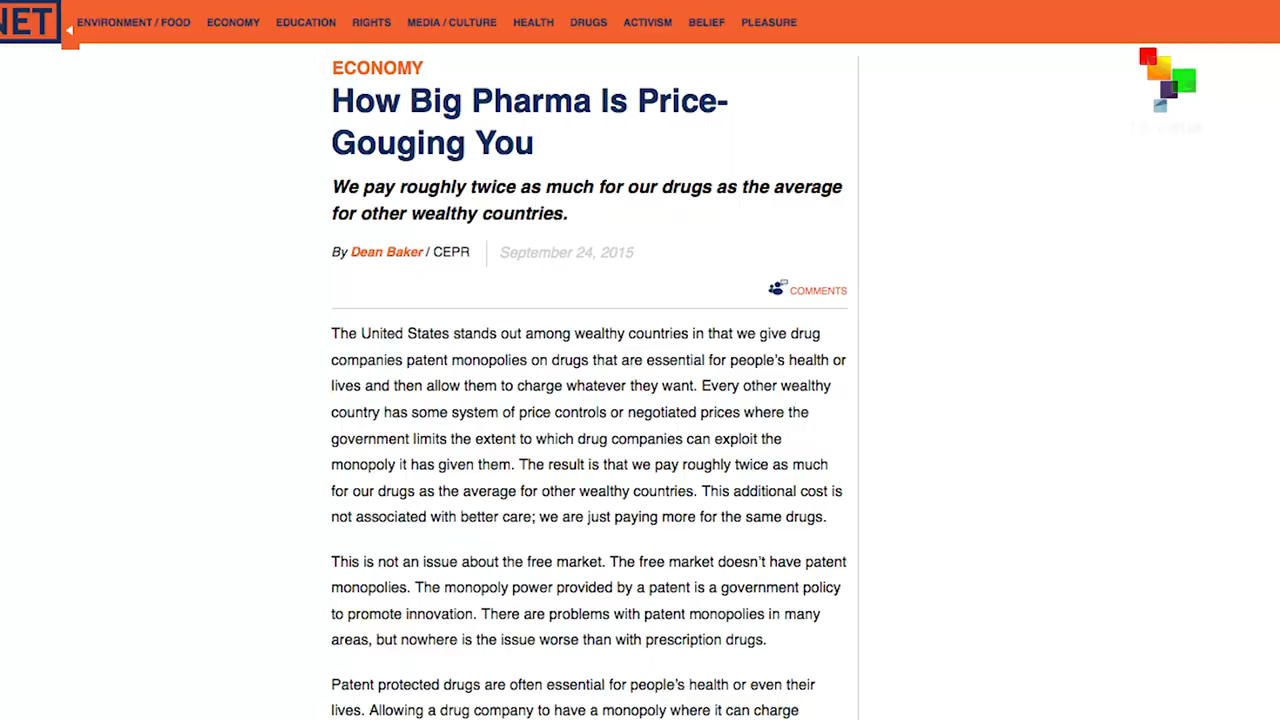 NET
ENVIRONMENT / FOOD ECONOMY EDUCATION RIGHTS MEDIA / CULTURE HEALTH DRUGS ACTIVISM BELIEF PLEASURE
ECONOMY
How Big Pharma Is Price-
Gouging You
We pay roughly twice as much for our drugs as the average
for other wealthy countries.
By Dean Baker / CEPR September 24, 2015
COMMENTS
The United States stands out among wealthy countries in that we give drug
companies patent monopolies on drugs that are essential for people's health or
lives and then allow them to charge whatever they want. Every other wealthy
country has some system of price controls or negotiated prices where the
government limits the extent to which drug companies can exploit the
monopoly it has given them. The result is that we pay roughly twice as much
for our drugs as the average for other wealthy countries. This additional cost is
not associated with better care; we are just paying more for the same drugs.
This is not an issue about the free market. The free market doesn't have patent
monopolies. The monopoly power provided by a patent is a government policy
to promote innovation. There are problems with patent monopolies in many
areas, but nowhere is the issue worse than with prescription drugs.
Patent protected drugs are often essential for people's health or even their
lives. Allowing a drug company to have a monopoly where it can charge